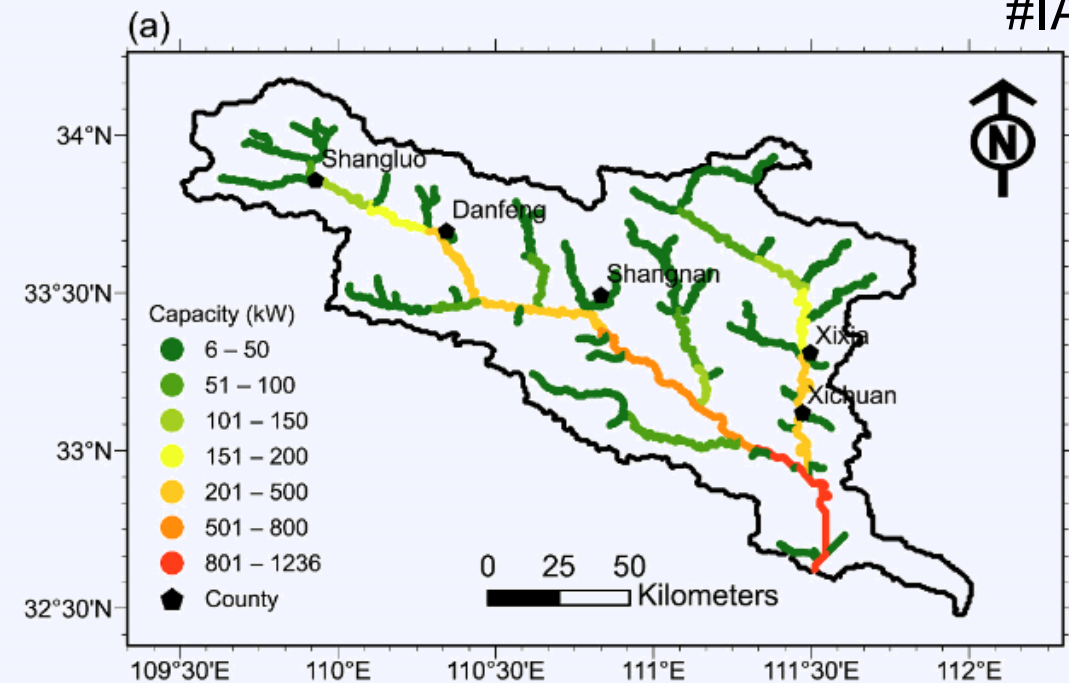 (a)
#IA
N
34°N
33°30'N
33°N
32°30'N
Shangluo
Danfeng
Shangnan
Xixia
Xichuan
Capacity (kW)
6 – 50
51 – 100
101 – 150
151 – 200
201 – 500
501 – 800
801 – 1236
County
0 25 50
Kilometers
109°30'E 110°E 110°30'E 111°E 111°30'E 112°E